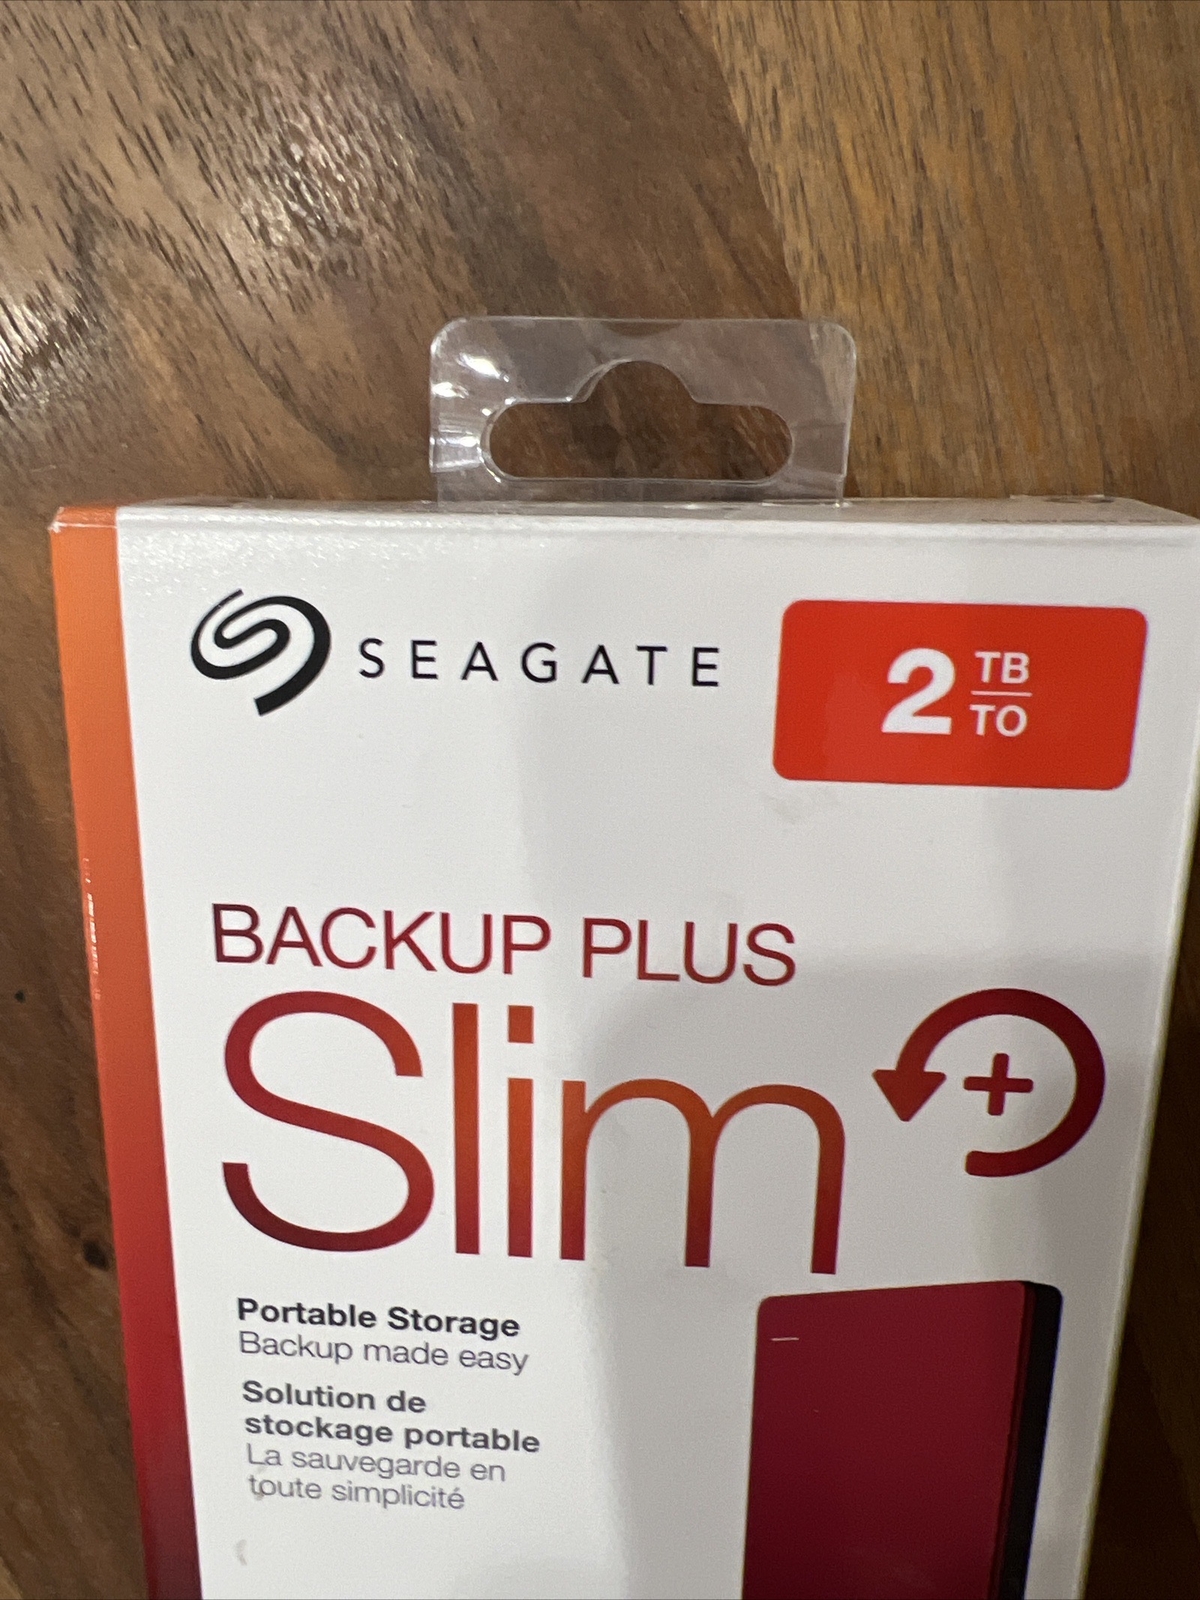 SEAGATE
2 TB
TO
BACKUP PLUS
Slim
Portable Storage
Backup made easy
Solution de
stockage portable
La sauvegarde en
toute simplicité